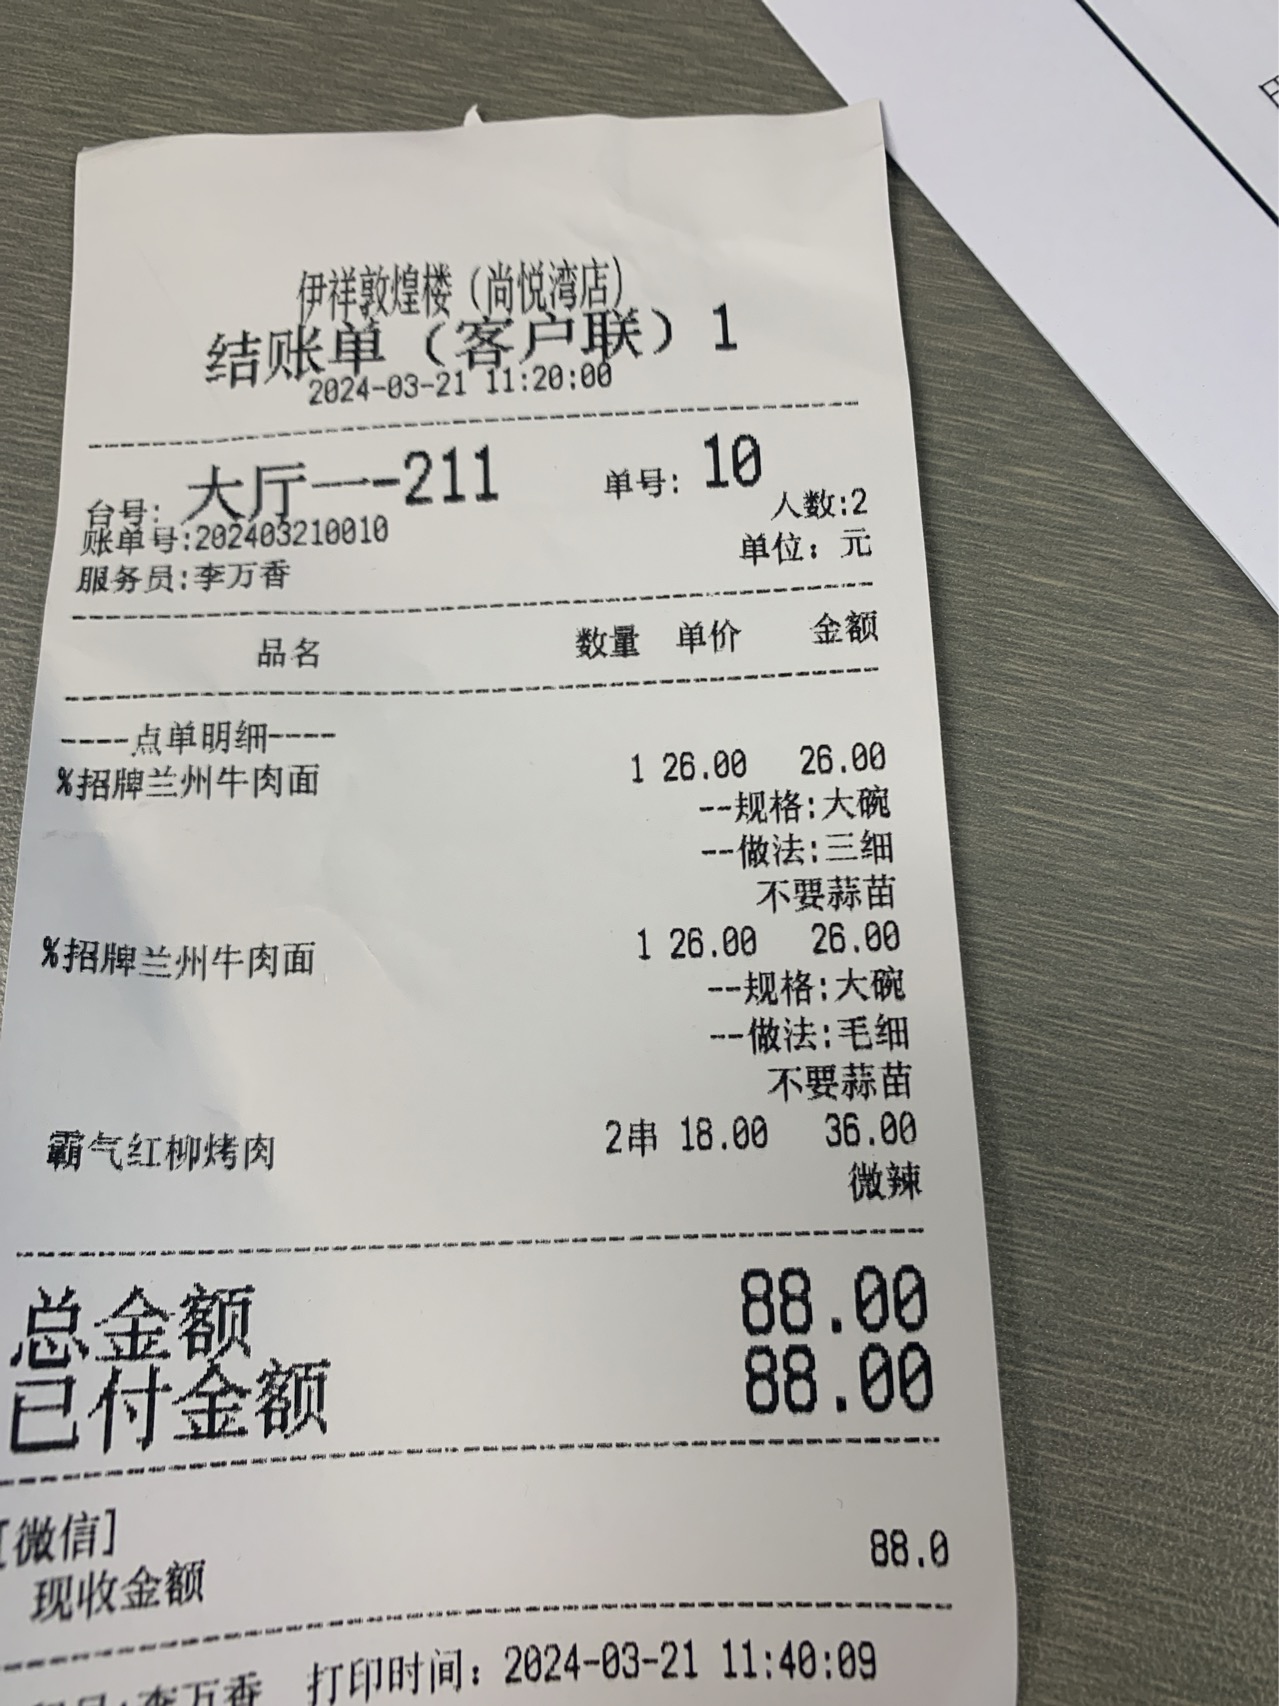 伊祥敦煌楼（尚悦湾店）
结账单（客户联）1
2024-03-21 11:20:00
台号: 大厅一-211 单号: 10
人数:2
账单号:202403210010
单位: 元
服务员:李万香
品名 数量 单价 金额
----点单明细----
%招牌兰州牛肉面 1 26.00 26.00
--规格:大碗
--做法:三细
不要蒜苗
%招牌兰州牛肉面 1 26.00 26.00
--规格:大碗
--做法:毛细
不要蒜苗
霸气红柳烤肉 2串 18.00 36.00
微辣
总金额 88.00
已付金额 88.00
[微信]
现收金额 88.0
李万香 打印时间: 2024-03-21 11:40:09